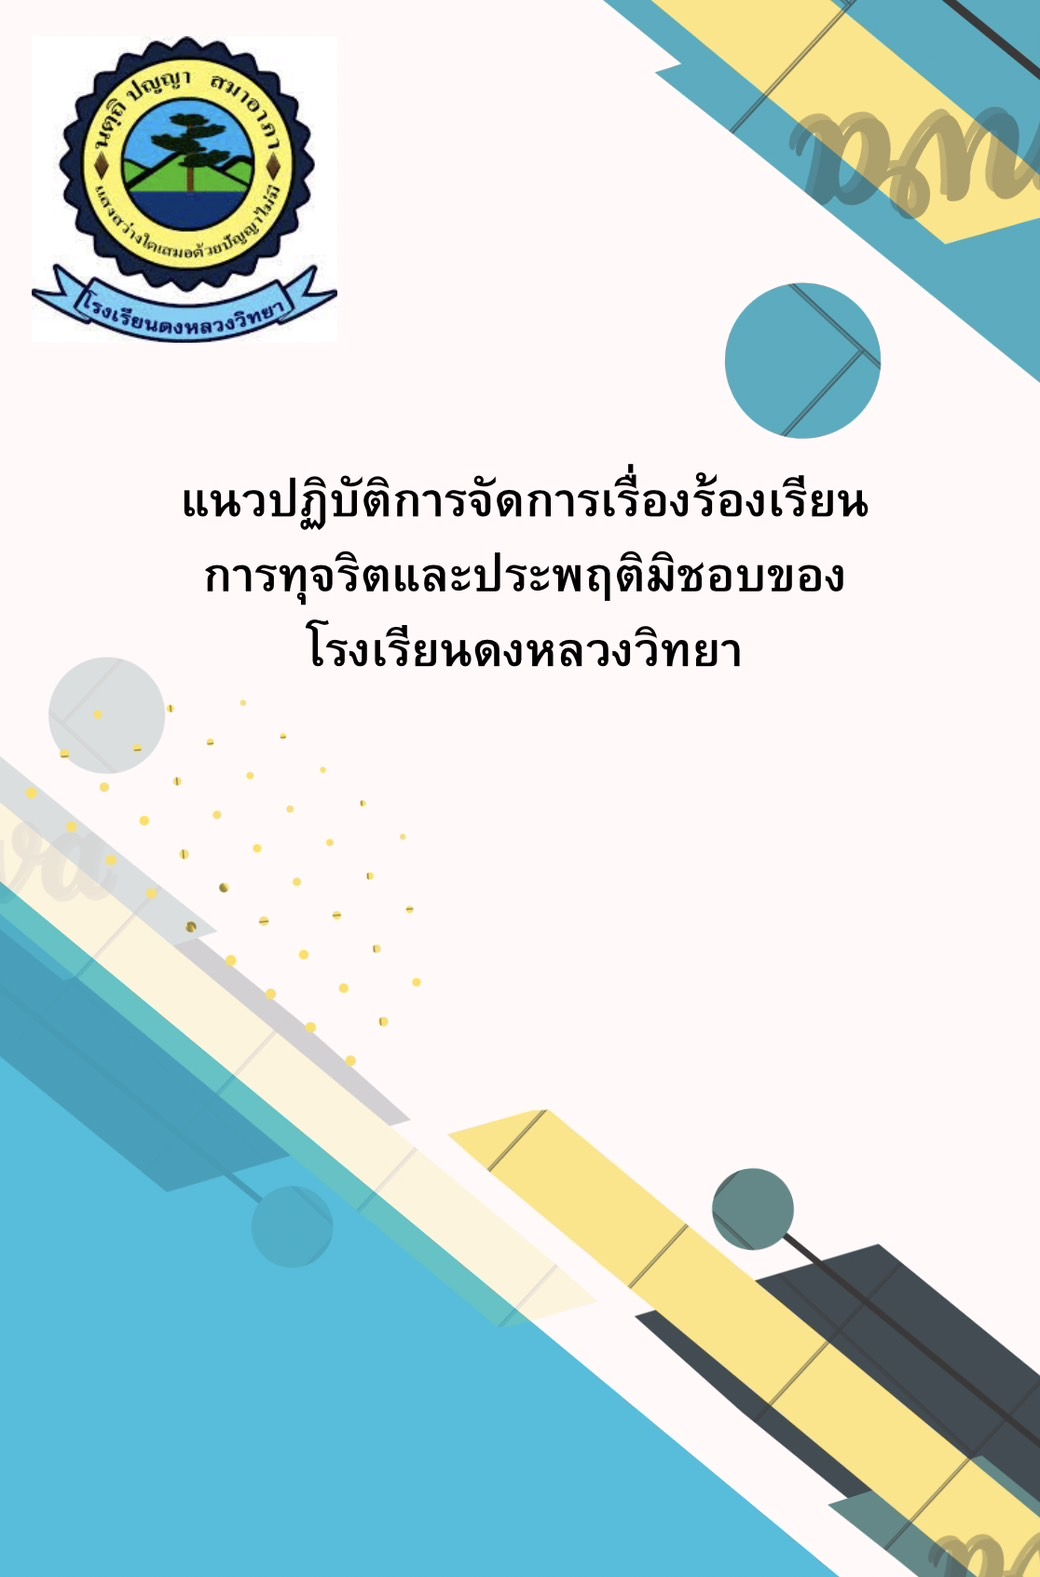 นตฺถิ ปญฺญา สมาอาภา
แสงสว่างใดเสมอด้วยปัญญาไม่มี
โรงเรียนดงหลวงวิทยา
แนวปฏิบัติการจัดการเรื่องร้องเรียน
การทุจริตและประพฤติมิชอบของ
โรงเรียนดงหลวงวิทยา